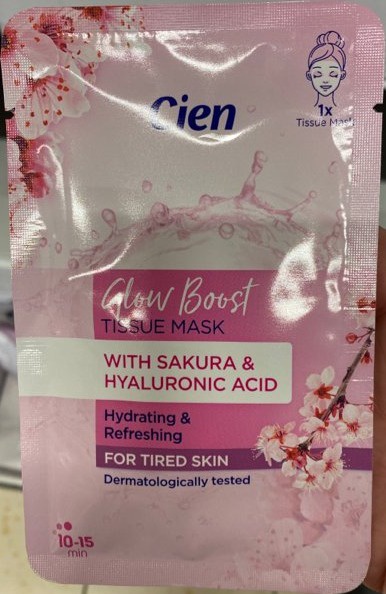 Cien
1x
Tissue Mask
Glow Boost
TISSUE MASK
WITH SAKURA &
HYALURONIC ACID
Hydrating &
Refreshing
FOR TIRED SKIN
Dermatologically tested
10-15
min